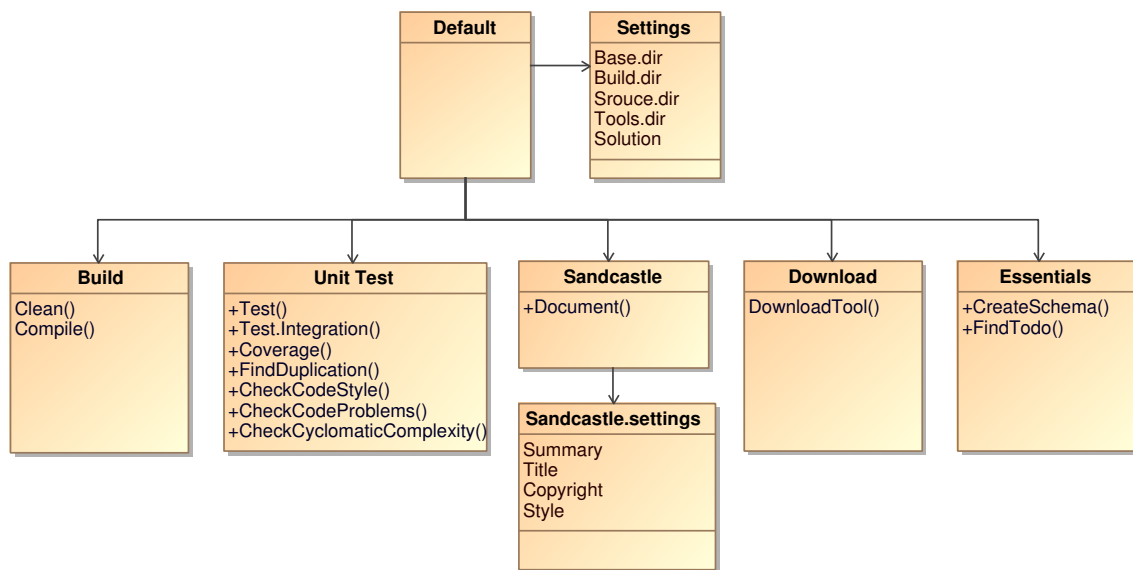 Default
Settings
Base.dir
Build.dir
Srouce.dir
Tools.dir
Solution
Build
Clean()
Compile()
Unit Test
+Test()
+Test.Integration()
+Coverage()
+FindDuplication()
+CheckCodeStyle()
+CheckCodeProblems()
+CheckCyclomaticComplexity()
Sandcastle
+Document()
Sandcastle.settings
Summary
Title
Copyright
Style
Download
DownloadTool()
Essentials
+CreateSchema()
+FindTodo()